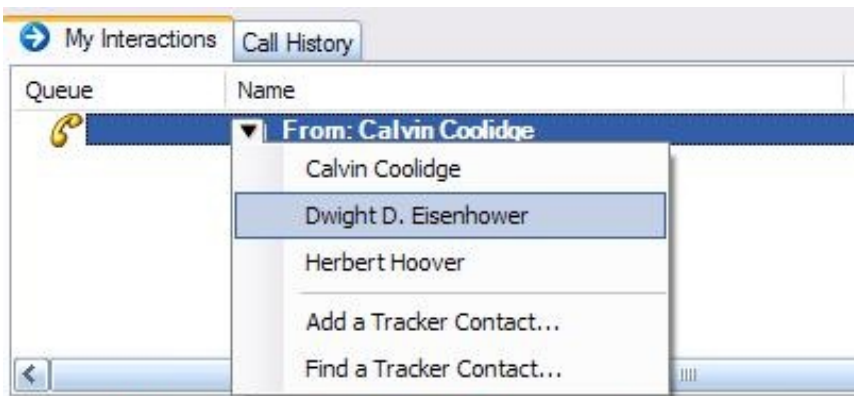 My Interactions Call History
Queue Name
From: Calvin Coolidge
Calvin Coolidge
Dwight D. Eisenhower
Herbert Hoover
Add a Tracker Contact...
Find a Tracker Contact...